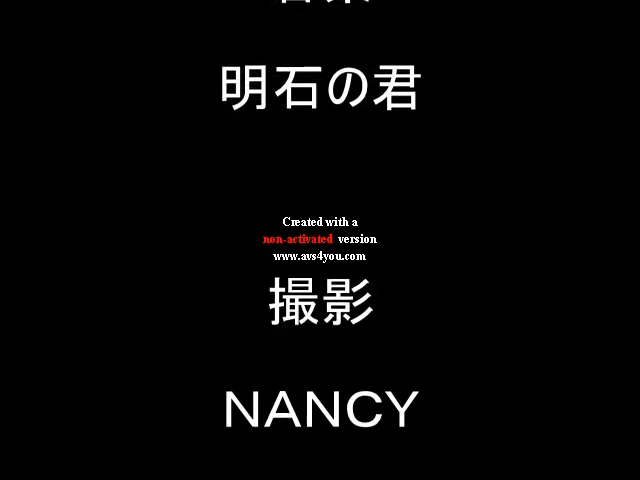 明石の君
Created with a
non-activated version
www.avs4you.com
撮影
NANCY